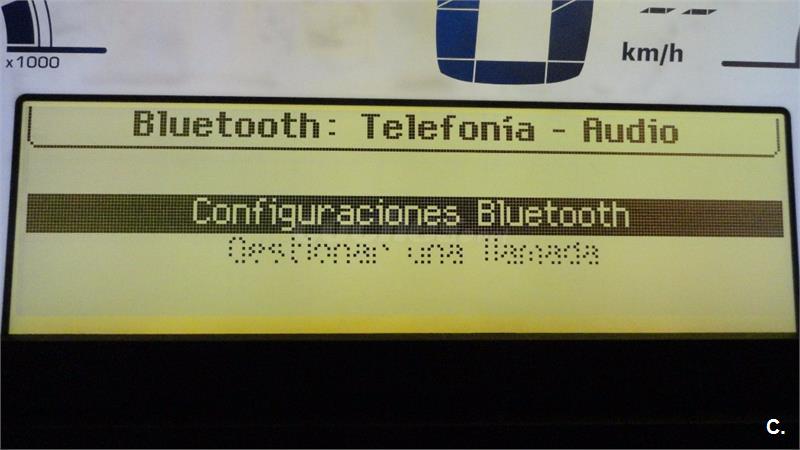 x1000
km/h
Bluetooth: Telefonía - Audio
Configuraciones Bluetooth
Gestionar una llamada
C.